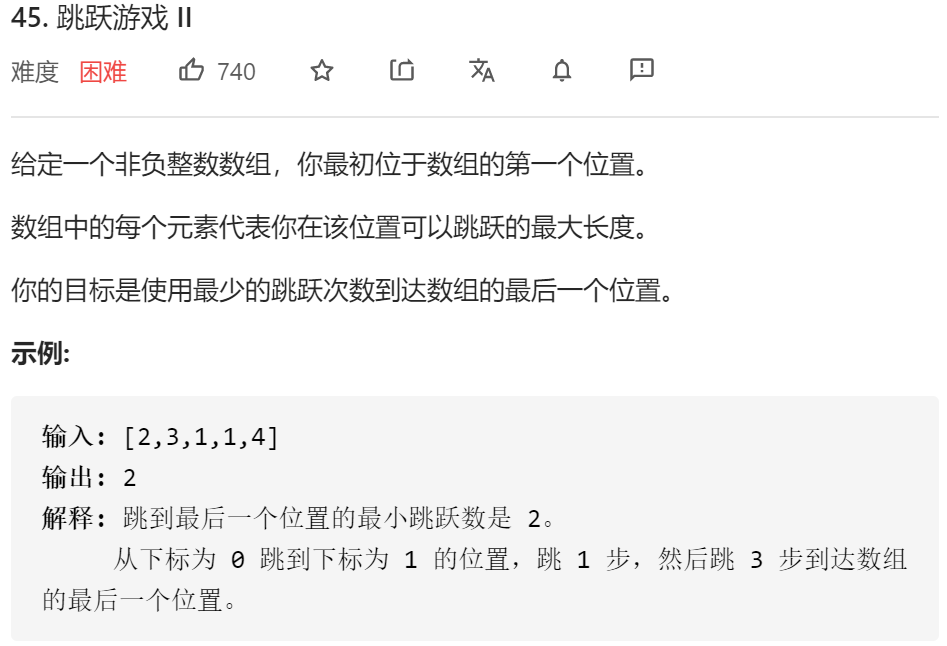 45. 跳跃游戏 II
难度 困难 740
给定一个非负整数数组，你最初位于数组的第一个位置。
数组中的每个元素代表你在该位置可以跳跃的最大长度。
你的目标是使用最少的跳跃次数到达数组的最后一个位置。
示例:
输入: [2,3,1,1,4]
输出: 2
解释: 跳到最后一个位置的最小跳跃数是 2。
从下标为 0 跳到下标为 1 的位置，跳 1 步，然后跳 3 步到达数组
的最后一个位置。